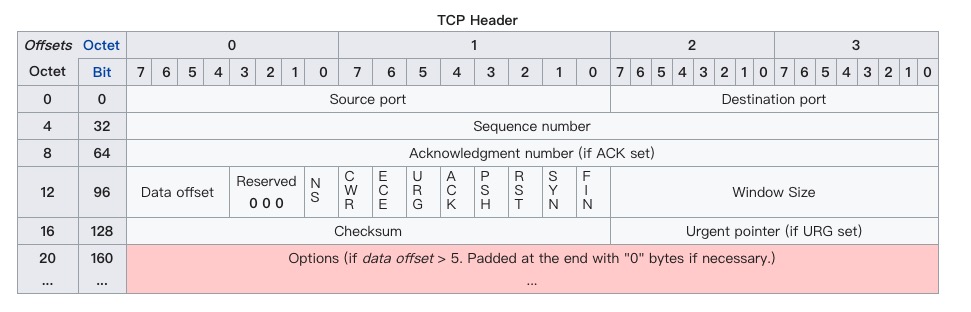 TCP Header
Offsets Octet 0 1 2 3
Octet Bit 7 6 5 4 3 2 1 0 7 6 5 4 3 2 1 0 7 6 5 4 3 2 1 0 7 6 5 4 3 2 1 0
0 0 Source port Destination port
4 32 Sequence number
8 64 Acknowledgment number (if ACK set)
12 96 Data offset Reserved 0 0 0 NS CWR ECE URG ACK PSH RST SYN FIN Window Size
16 128 Checksum Urgent pointer (if URG set)
20 160 Options (if data offset > 5. Padded at the end with "0" bytes if necessary.)
... ... ...